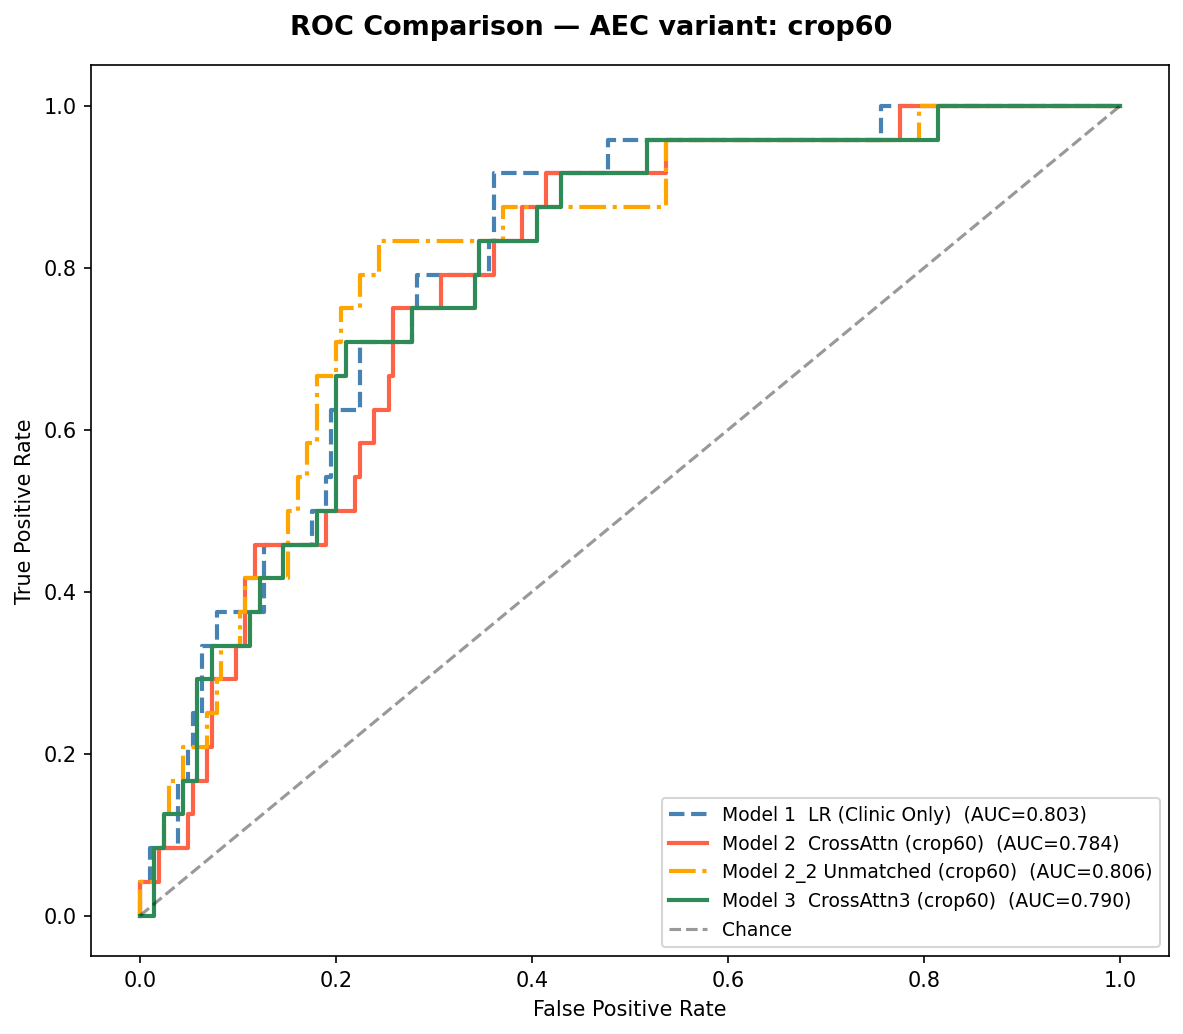 ROC Comparison — AEC variant: crop60
True Positive Rate
1.0
0.8
0.6
0.4
0.2
0.0
Model 1  LR (Clinic Only)  (AUC=0.803)
Model 2  CrossAttn (crop60)  (AUC=0.784)
Model 2_2 Unmatched (crop60)  (AUC=0.806)
Model 3  CrossAttn3 (crop60)  (AUC=0.790)
Chance
0.0 0.2 0.4 0.6 0.8 1.0
False Positive Rate